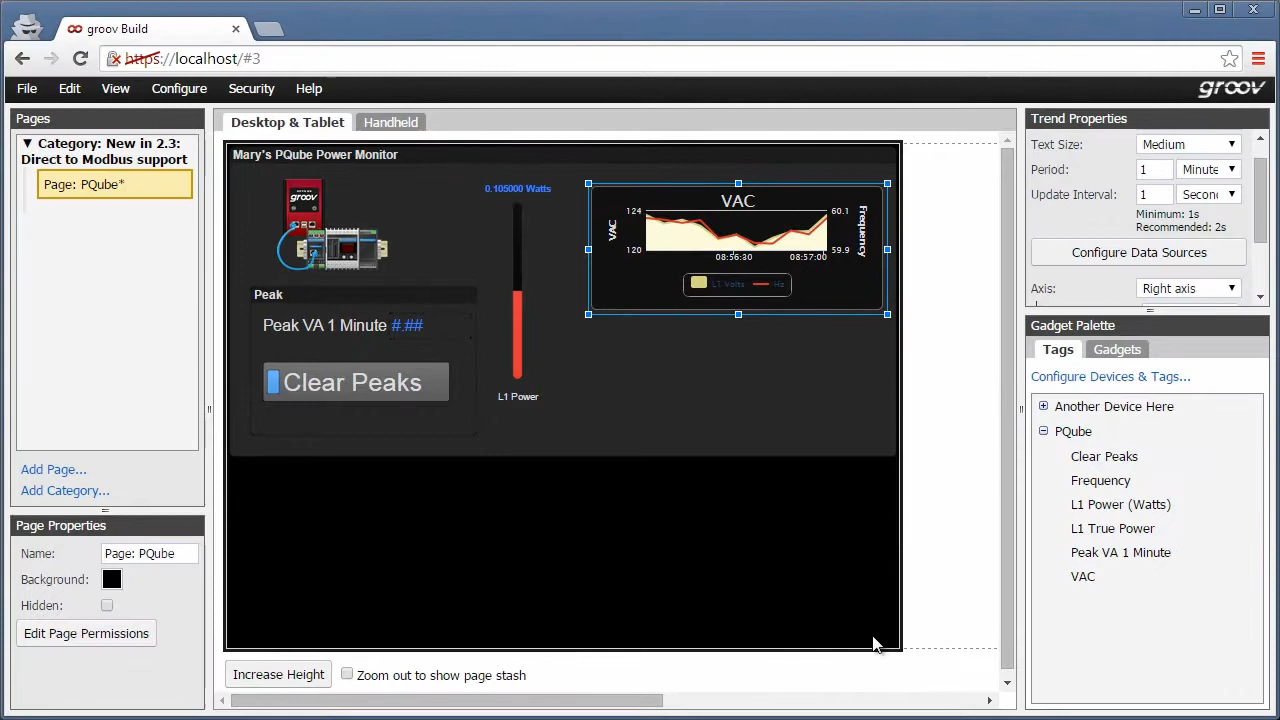 groov Build
https://localhost/#3
File Edit View Configure Security Help
groov
Pages
▼ Category: New in 2.3:
Direct to Modbus support
Page: PQube*
Add Page...
Add Category...
Page Properties
Name: Page: PQube
Background:
Hidden:
Edit Page Permissions
Desktop & Tablet Handheld
Mary's PQube Power Monitor
groov
Peak
Peak VA 1 Minute #.##
Clear Peaks
0.105000 Watts
L1 Power
VAC
124 60.1
VAC
Frequency
120 59.9
08:56:30 08:57:00
L1 Volts Hz
Increase Height Zoom out to show page stash
Trend Properties
Text Size: Medium
Period: 1 Minute
Update Interval: 1 Second
Minimum: 1s
Recommended: 2s
Configure Data Sources
Axis: Right axis
Gadget Palette
Tags Gadgets
Configure Devices & Tags...
Another Device Here
PQube
Clear Peaks
Frequency
L1 Power (Watts)
L1 True Power
Peak VA 1 Minute
VAC